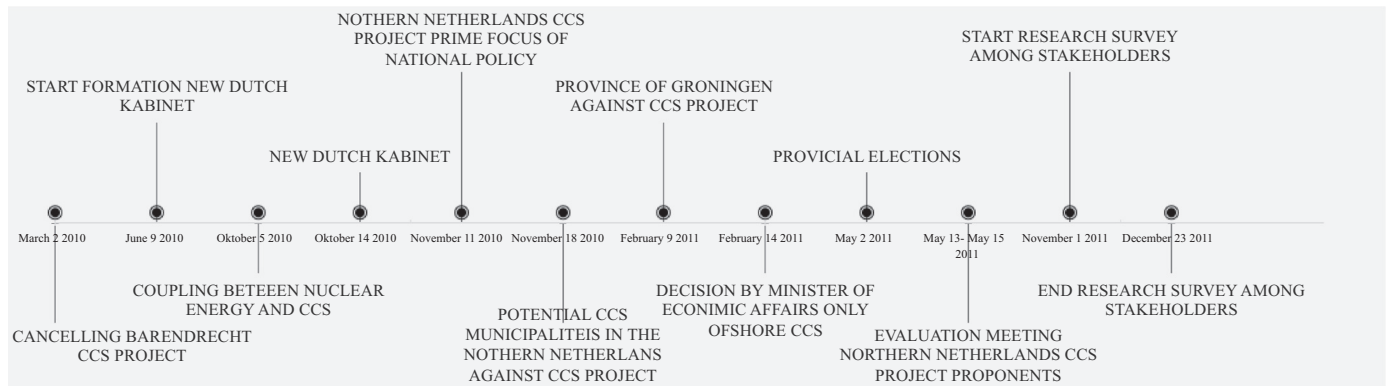 NOTHERN NETHERLANDS CCS
PROJECT PRIME FOCUS OF
NATIONAL POLICY
START RESEARCH SURVEY
AMONG STAKEHOLDERS
START FORMATION NEW DUTCH
KABINET
PROVINCE OF GRONINGEN
AGAINST CCS PROJECT
NEW DUTCH KABINET
PROVICIAL ELECTIONS
March 2 2010
June 9 2010
Oktober 5 2010
Oktober 14 2010
November 11 2010
November 18 2010
February 9 2011
February 14 2011
May 2 2011
May 13- May 15
2011
November 1 2011
December 23 2011
COUPLING BETEEEN NUCLEAR
ENERGY AND CCS
DECISION BY MINISTER OF
ECONIMIC AFFAIRS ONLY
OFSHORE CCS
END RESEARCH SURVEY AMONG
STAKEHOLDERS
CANCELLING BARENDRECHT
CCS PROJECT
POTENTIAL CCS
MUNICIPALITEIS IN THE
NOTHERN NETHERLANS
AGAINST CCS PROJECT
EVALUATION MEETING
NORTHERN NETHERLANDS CCS
PROJECT PROPONENTS